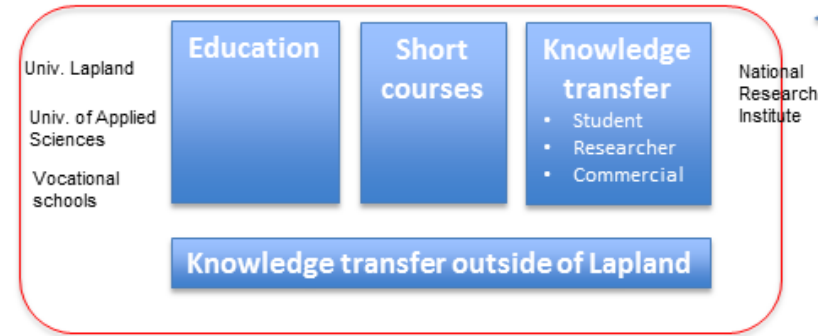 Univ. Lapland
Univ. of Applied
Sciences
Vocational
schools
Education
Short
courses
Knowledge
transfer
▪ Student
▪ Researcher
▪ Commercial
National
Research
Institute
Knowledge transfer outside of Lapland